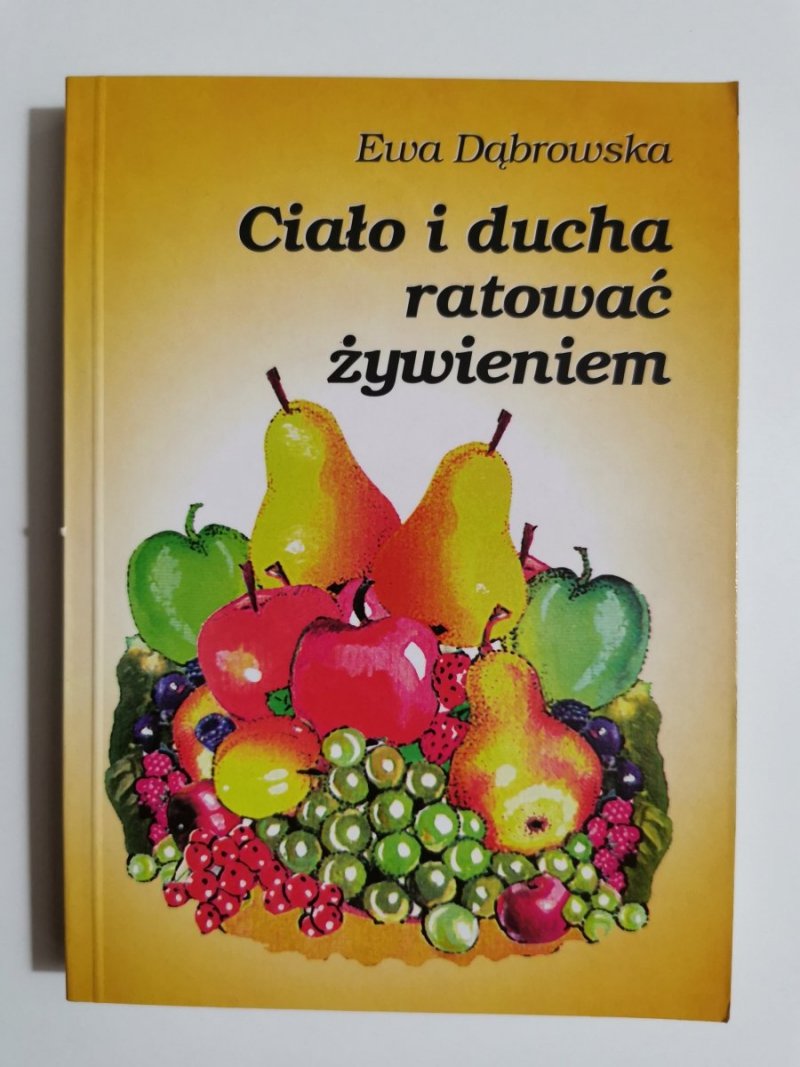 Ewa Dąbrowska
Ciało i ducha
ratować
żywieniem